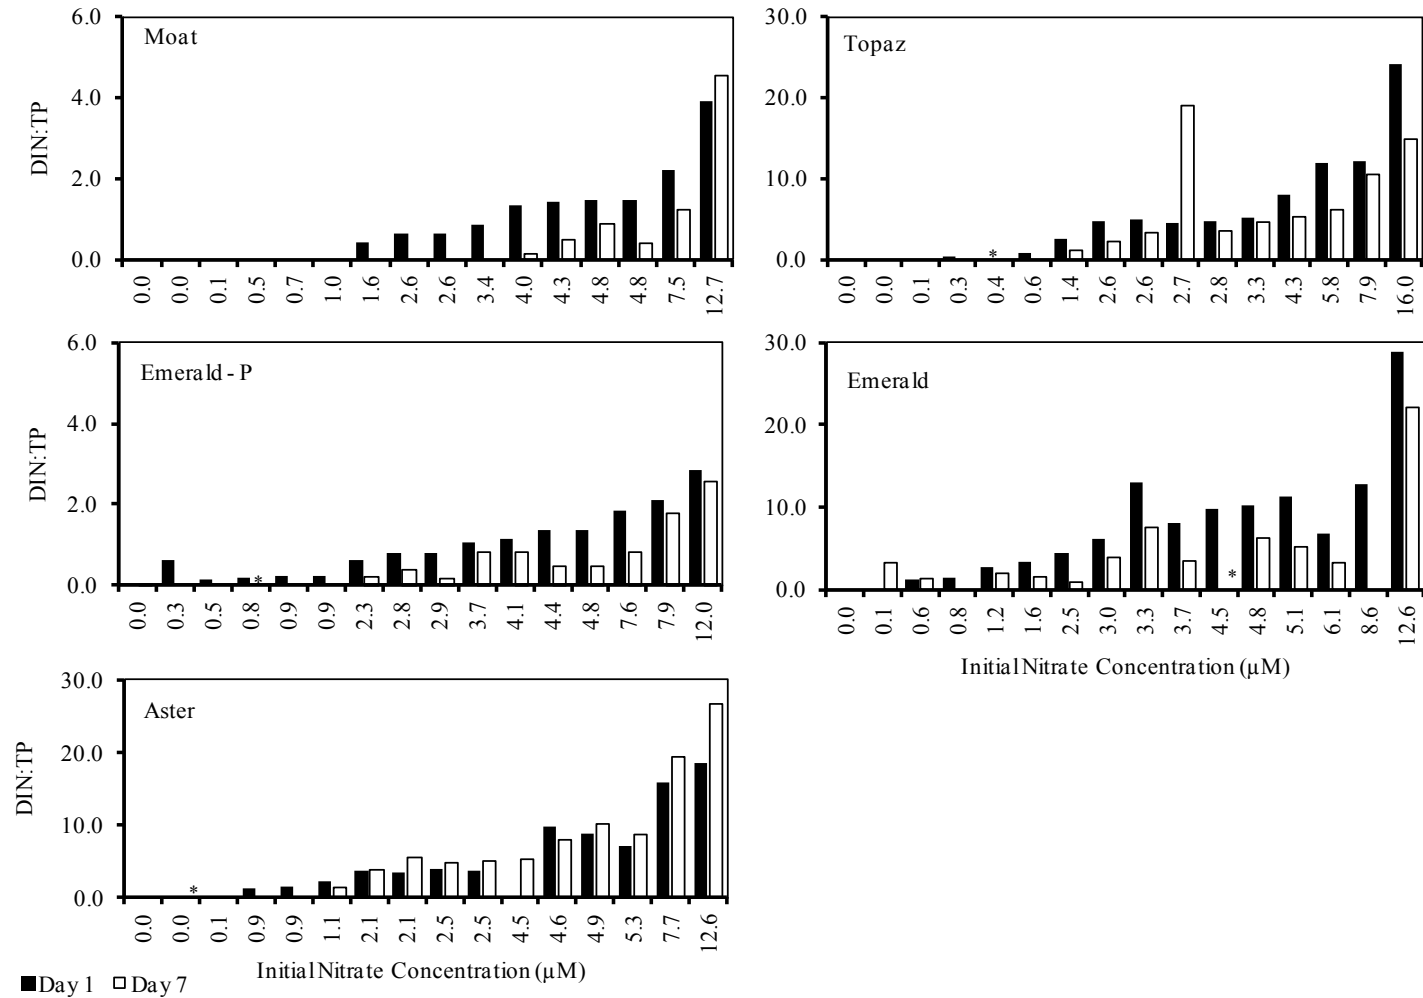 Moat
DIN:TP
6.0
4.0
2.0
0.0
0.0 0.0 0.1 0.5 0.7 1.0 1.6 2.6 2.6 3.4 4.0 4.3 4.8 4.8 7.5 12.7
Topaz
30.0
20.0
10.0
0.0
*
0.0 0.0 0.1 0.3 0.4 0.6 1.4 2.6 2.6 2.7 2.8 3.3 4.3 5.8 7.9 16.0
Emerald - P
DIN:TP
6.0
4.0
2.0
0.0
*
0.0 0.3 0.5 0.8 0.9 0.9 2.3 2.8 2.9 3.7 4.1 4.4 4.8 7.6 7.9 12.0
Emerald
30.0
20.0
10.0
0.0
*
0.0 0.1 0.6 0.8 1.2 1.6 2.5 3.0 3.3 3.7 4.5 4.8 5.1 6.1 8.6 12.6
Initial Nitrate Concentration (µM)
Aster
DIN:TP
30.0
20.0
10.0
0.0
*
0.0 0.0 0.1 0.9 0.9 1.1 2.1 2.1 2.5 2.5 4.5 4.6 4.9 5.3 7.7 12.6
Initial Nitrate Concentration (µM)
Day 1 Day 7